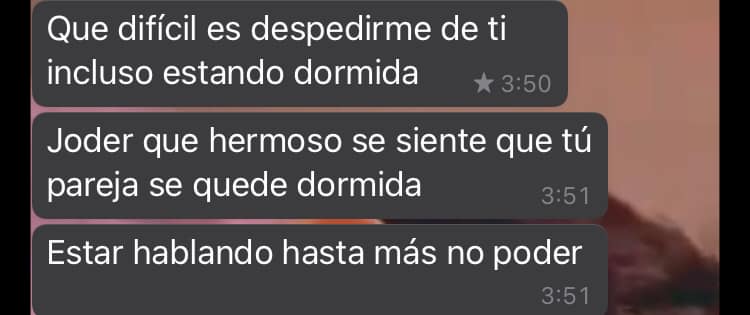 Que difícil es despedirme de ti
incluso estando dormida
★ 3:50
Joder que hermoso se siente que tú
pareja se quede dormida
3:51
Estar hablando hasta más no poder
3:51